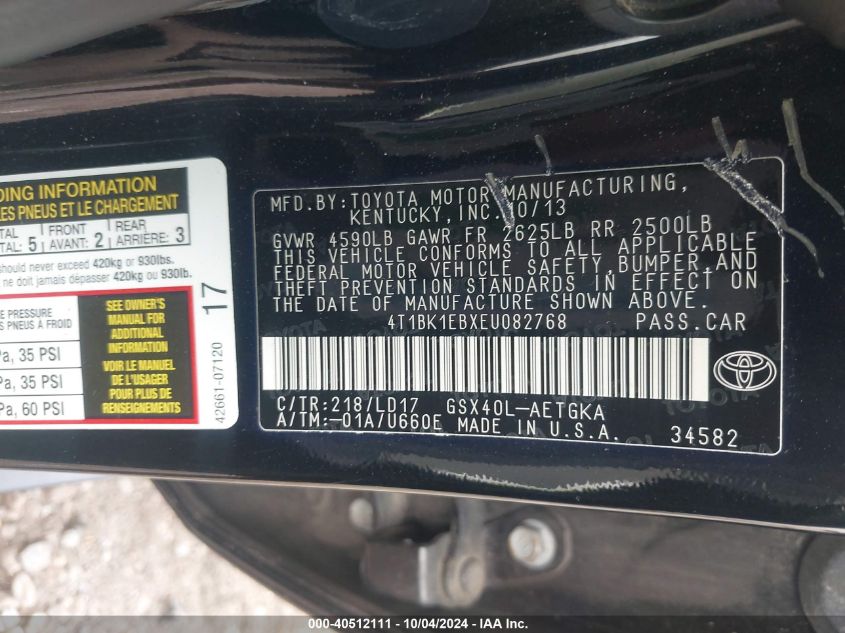 DING INFORMATION
LES PNEUS ET LE CHARGEMENT
TAL FRONT REAR
TAL: 5 AVANT: 2 ARRIÈRE: 3
should never exceed 420kg or 930lbs.
ne doit jamais dépasser 420kg ou 930lb.
17
E PRESSURE
PNEUS À FROID
Pa, 35 PSI
Pa, 35 PSI
Pa, 60 PSI
SEE OWNER'S
MANUAL FOR
ADDITIONAL
INFORMATION
VOIR LE MANUEL
DE L'USAGER
POUR PLUS DE
RENSEIGNEMENTS
42661-07120
MFD.BY:TOYOTA MOTOR MANUFACTURING,
KENTUCKY,INC. 10/13
GVWR 4590LB GAWR FR 2625LB RR 2500LB
THIS VEHICLE CONFORMS TO ALL APPLICABLE
FEDERAL MOTOR VEHICLE SAFETY,BUMPER,AND
THEFT PREVENTION STANDARDS IN EFFECT ON
THE DATE OF MANUFACTURE SHOWN ABOVE.
4T1BK1EBXEU082768 PASS.CAR
C/TR:218/LD17 GSX40L-AETGKA
A/TM:-01A/U660E MADE IN U.S.A.
34582
TOYOTA
000-40512111 - 10/04/2024 - IAA Inc.